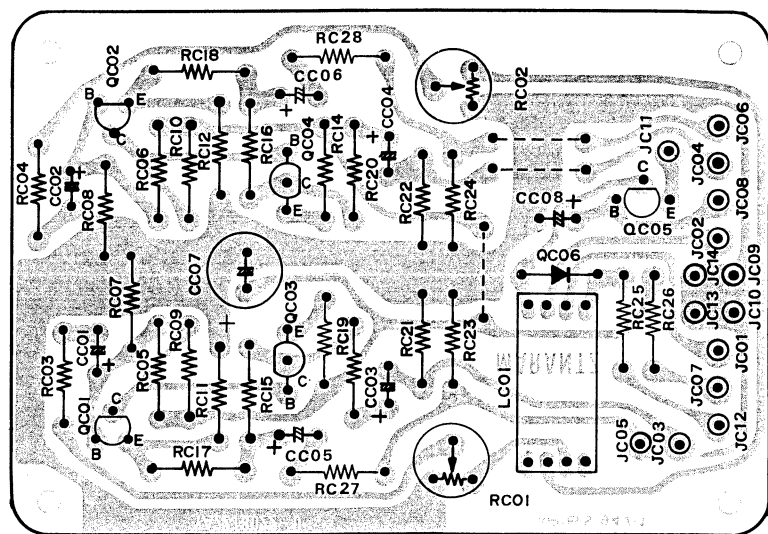 RC28
RC18
QC02
CC06
RC02
B
E
C
CC04
RC04
CC02
+
RC08
RC06
RC10
RC12
RC16
+
QC04
B
C
E
RC14
+
RC20
RC22
RC24
JC11
JC06
JC04
JC08
C
CC08
+
B
E
QC05
JC02
QC06
JC14
JC09
CC07
+
RC07
QC03
E
C
B
RC19
RC21
RC23
RC25
RC26
JC13
JC10
RC03
CC01
+
RC05
RC09
RC11
RC15
CC03
+
LC01
MARANTZ
JC01
JC07
JC12
QC01
C
B
E
+
CC05
RC17
RC27
RC01
JC05
JC03